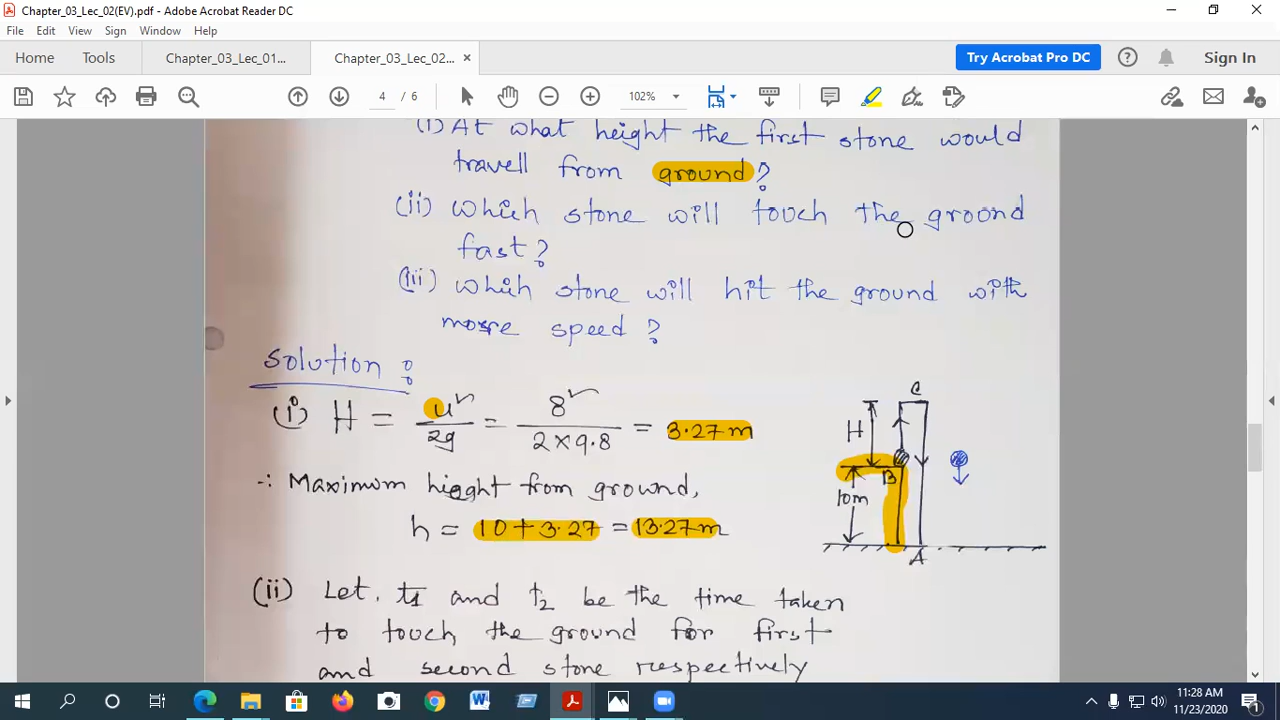 Chapter_03_Lec_02(EV).pdf - Adobe Acrobat Reader DC
File Edit View Sign Window Help
Home Tools Chapter_03_Lec_01... Chapter_03_Lec_02... × Try Acrobat Pro DC Sign In
4 / 6 102%
(i) At what height the first stone would
travell from ground?
(ii) which stone will touch the groond
fast?
(iii) which stone will hit the ground with
more speed?
Solution :
(i) H = u²/2g = 8²/2×9.8 = 3.27 m
∴ Maximum hieght from ground,
h = 10+3.27 = 13.27 m
C
H
B
10m
A
(ii) Let, t1 and t2 be the time taken
to touch the ground for first
and second stone respectively
11:28 AM
11/23/2020
1